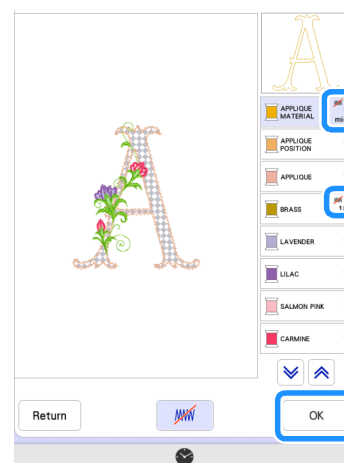 APPLIQUE
MATERIAL
APPLIQUE
POSITION
APPLIQUE
BRASS
LAVENDER
LILAC
SALMON PINK
CARMINE
Return
OK